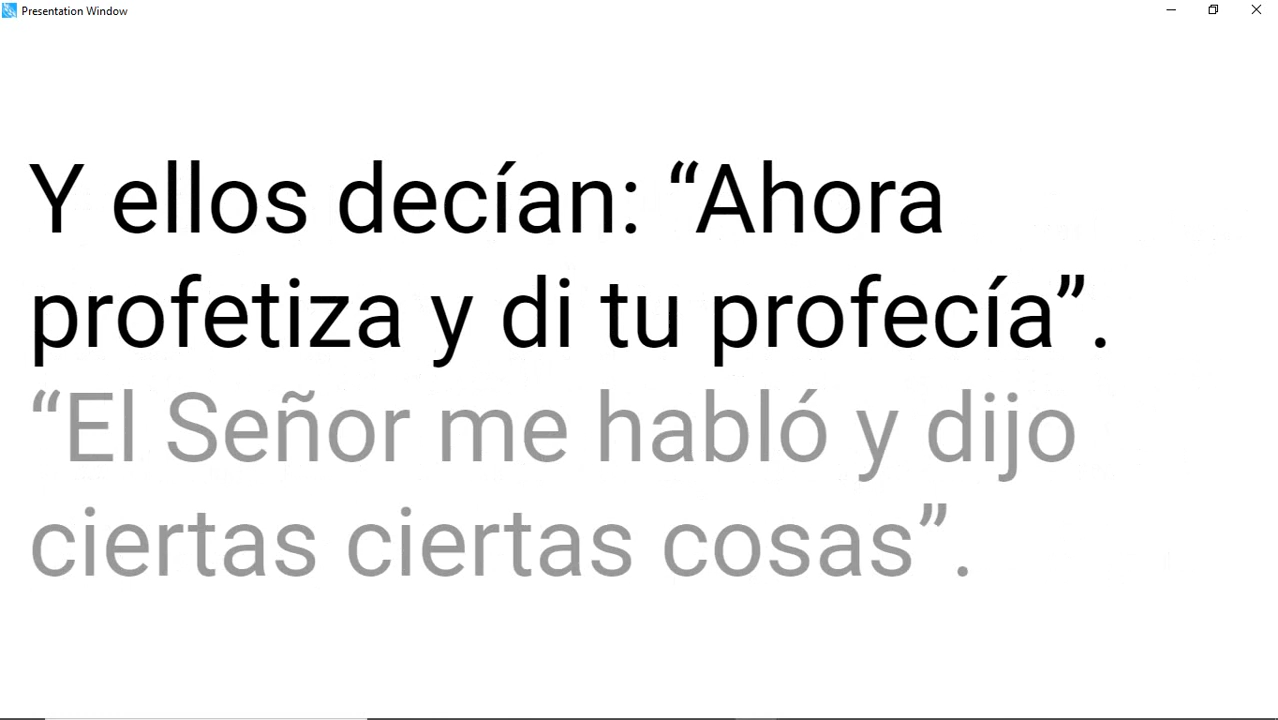 Presentation Window
Y ellos decían: “Ahora
profetiza y di tu profecía”.
“El Señor me habló y dijo
ciertas ciertas cosas”.